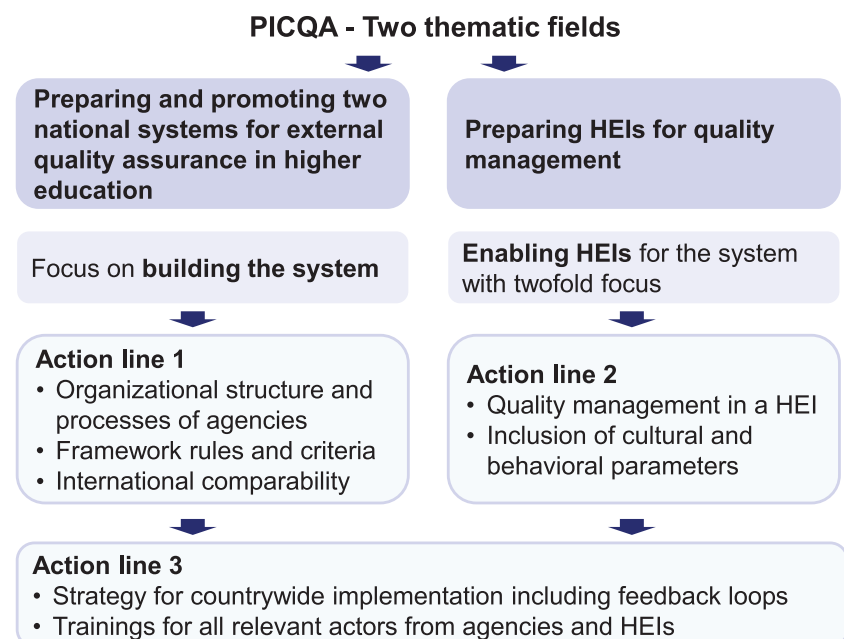 PICQA - Two thematic fields
Preparing and promoting two
national systems for external
quality assurance in higher
education
Preparing HEIs for quality
management
Focus on building the system
Enabling HEIs for the system
with twofold focus
Action line 1
• Organizational structure and
processes of agencies
• Framework rules and criteria
• International comparability
Action line 2
• Quality management in a HEI
• Inclusion of cultural and
behavioral parameters
Action line 3
• Strategy for countrywide implementation including feedback loops
• Trainings for all relevant actors from agencies and HEIs